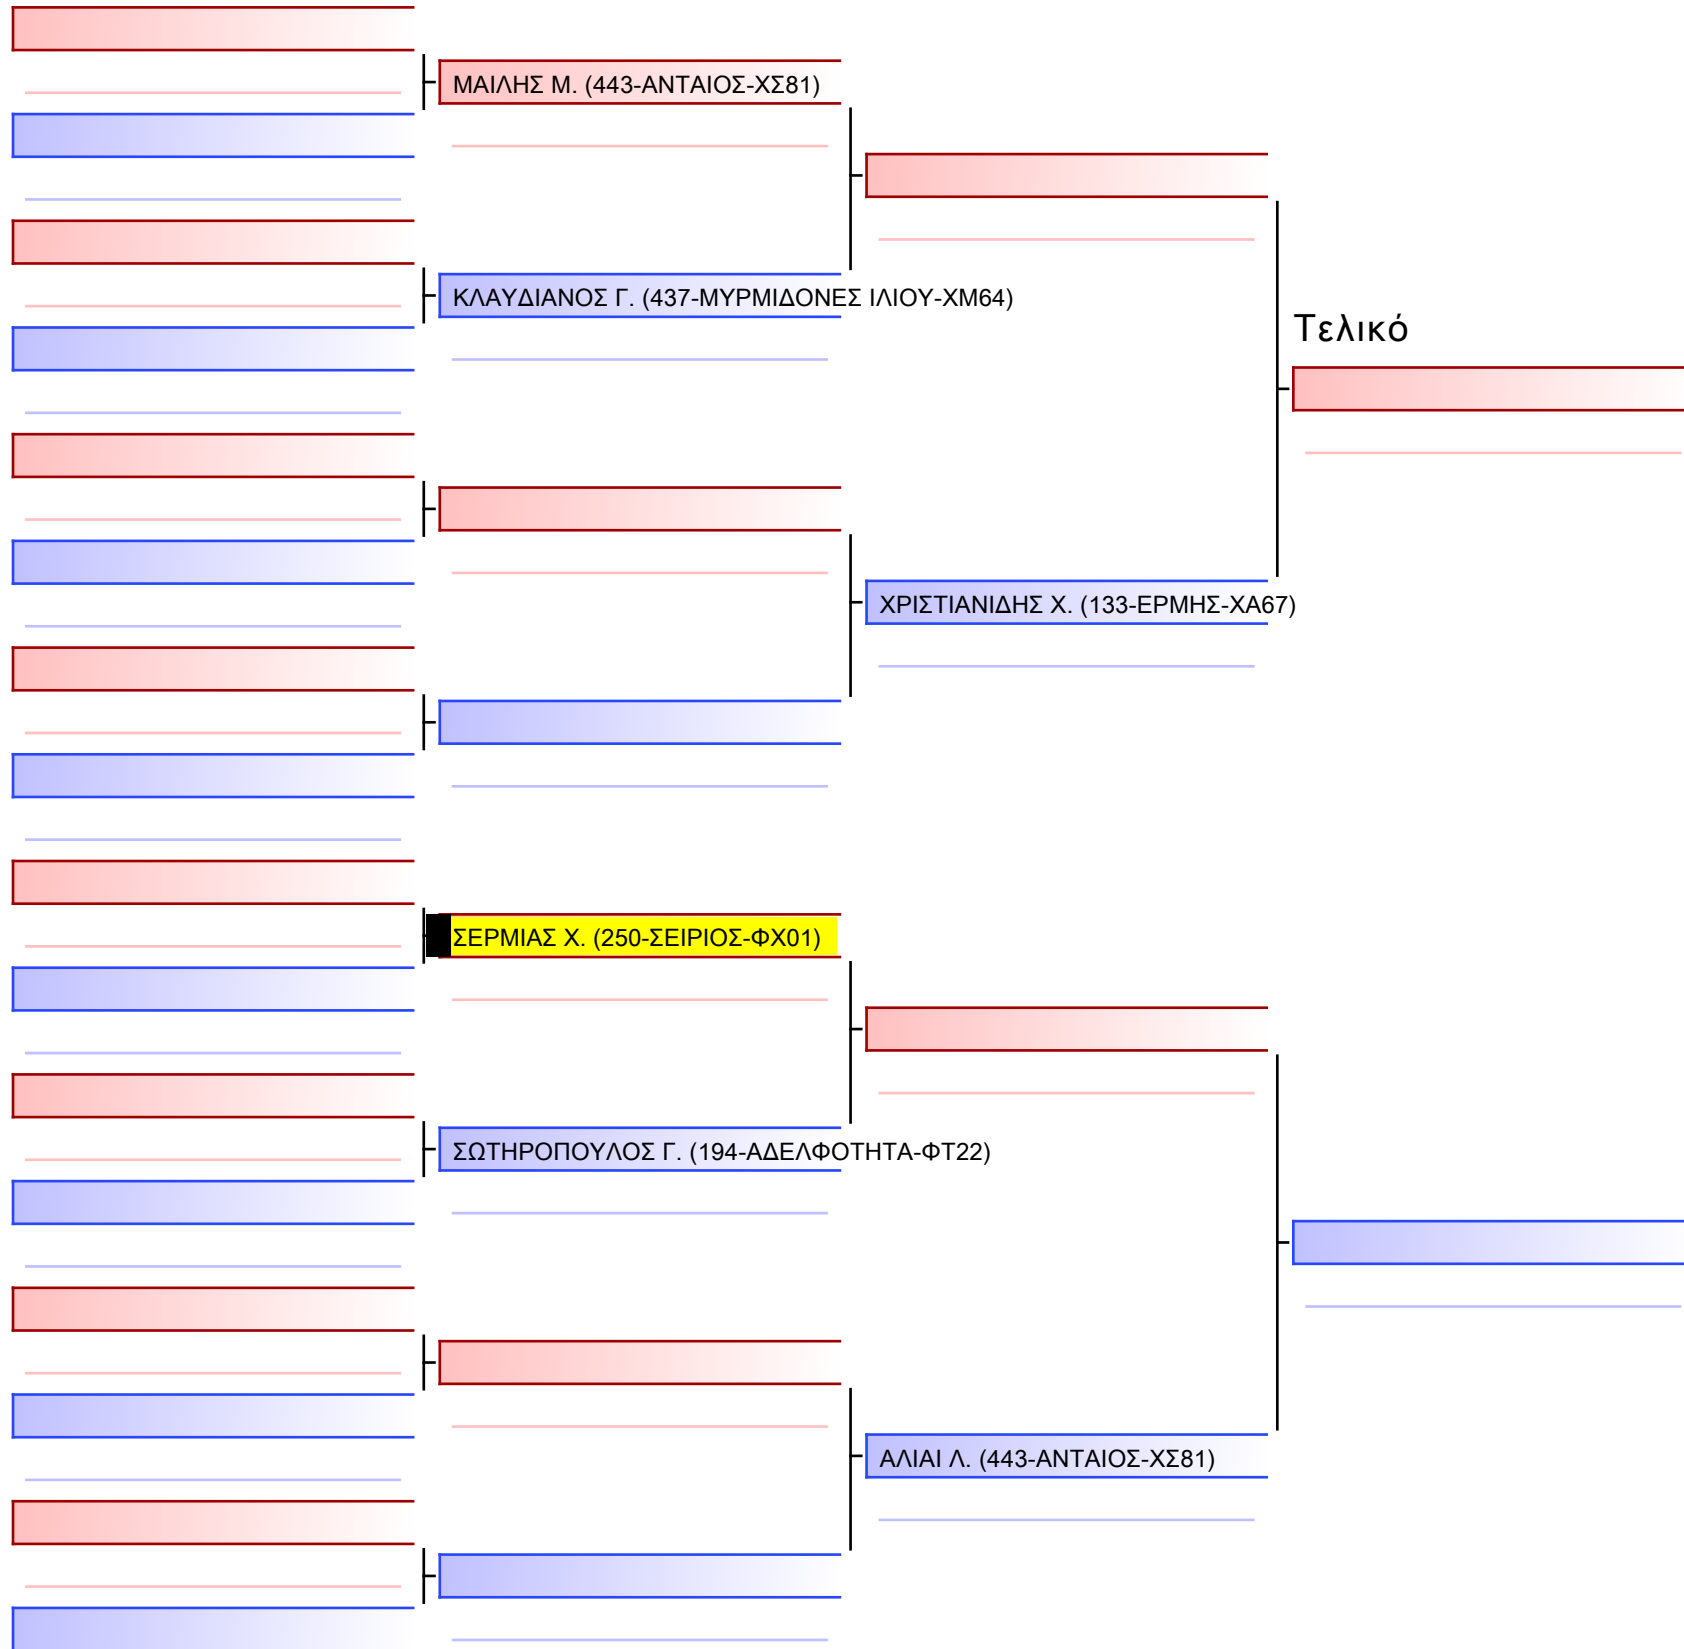 ΜΑΙΛΗΣ Μ. (443-ΑΝΤΑΙΟΣ-ΧΣ81)
ΚΛΑΥΔΙΑΝΟΣ Γ. (437-ΜΥΡΜΙΔΟΝΕΣ ΙΛΙΟΥ-ΧΜ64)
Τελικό
ΧΡΙΣΤΙΑΝΙΔΗΣ Χ. (133-ΕΡΜΗΣ-ΧΑ67)
ΣΕΡΜΙΑΣ Χ. (250-ΣΕΙΡΙΟΣ-ΦΧ01)
ΣΩΤΗΡΟΠΟΥΛΟΣ Γ. (194-ΑΔΕΛΦΟΤΗΤΑ-ΦΤ22)
ΑΛΙΑΙ Λ. (443-ΑΝΤΑΙΟΣ-ΧΣ81)